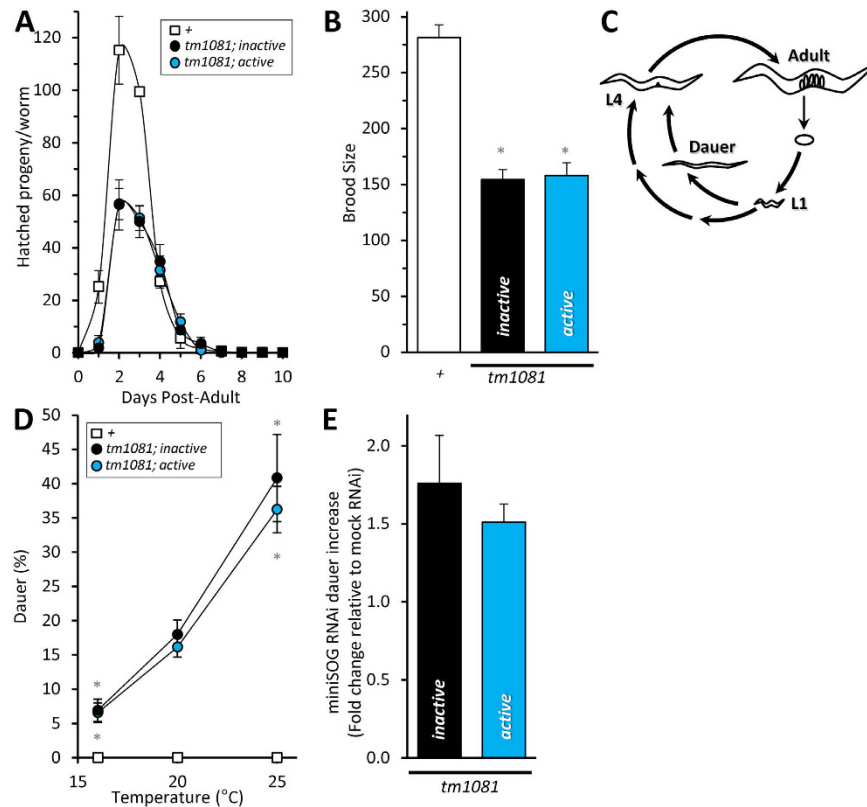 A
+
tm1081; inactive
tm1081; active
120
100
80
60
40
20
0
Hatched progeny/worm
0 2 4 6 8 10
Days Post-Adult
B
300
250
200
150
100
50
0
Brood Size
* *
inactive
active
+
tm1081
C
Adult
L4
Dauer
L1
D
+
tm1081; inactive
tm1081; active
50
45
40
35
30
25
20
15
10
5
0
Dauer (%)
*
*
*
*
15 20 25
Temperature (°C)
E
2.0
1.5
1.0
0.5
0.0
miniSOG RNAi dauer increase
(Fold change relative to mock RNAi)
inactive
active
tm1081